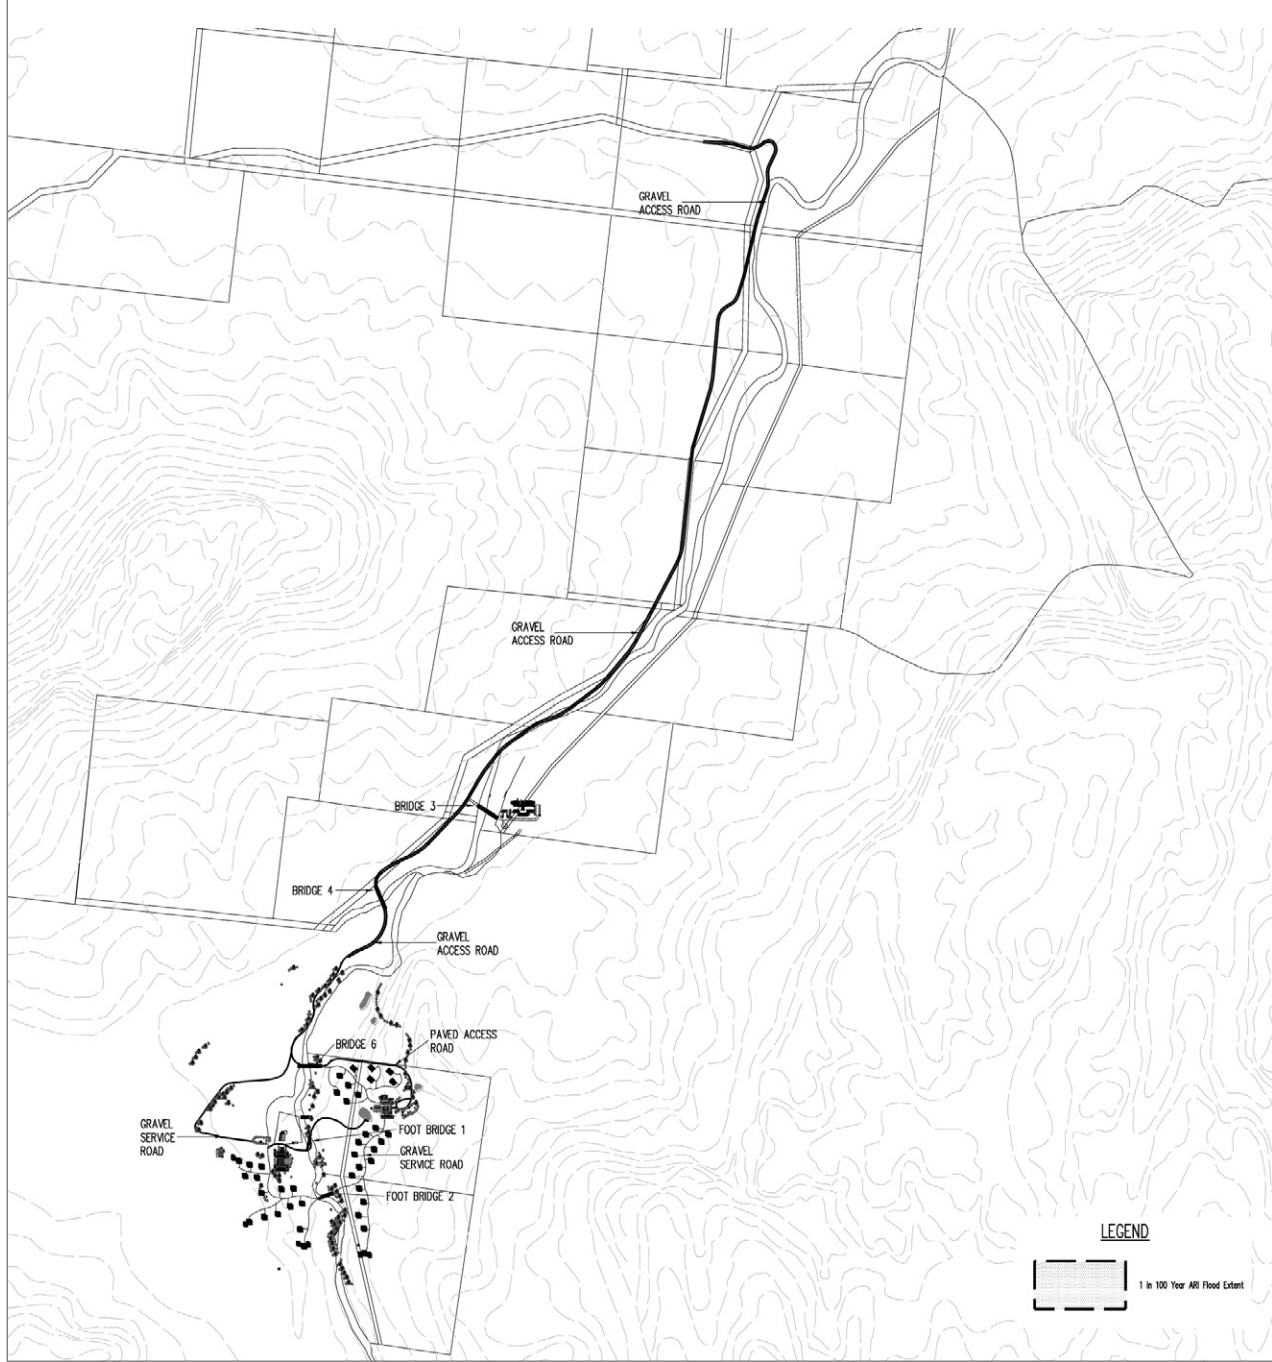 GRAVEL
ACCESS ROAD
GRAVEL
ACCESS ROAD
BRIDGE 3
BRIDGE 4
GRAVEL
ACCESS ROAD
PAVED ACCESS
ROAD
BRIDGE 6
GRAVEL
SERVICE
ROAD
FOOT BRIDGE 1
GRAVEL
SERVICE ROAD
FOOT BRIDGE 2
LEGEND
1 in 100 Year ARI Flood Extent